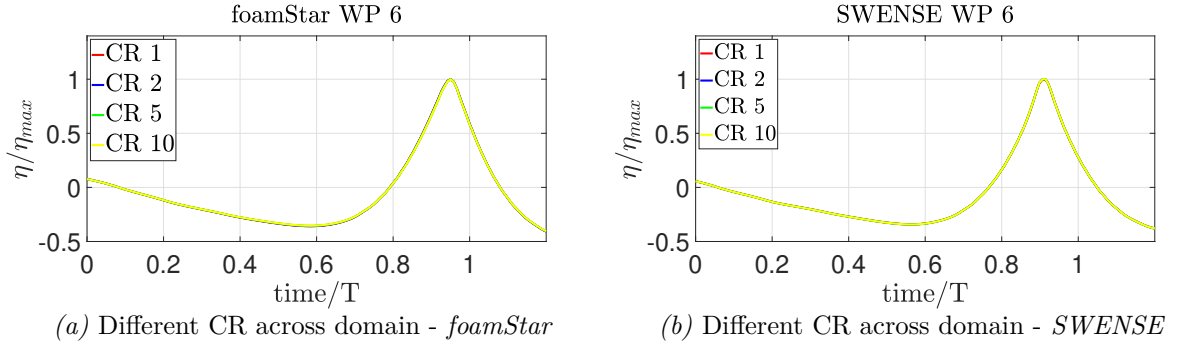 foamStar WP 6
CR 1
CR 2
CR 5
CR 10
η/η_max
1
0.5
0
-0.5
0 0.2 0.4 0.6 0.8 1
time/T
(a) Different CR across domain - foamStar
SWENSE WP 6
CR 1
CR 2
CR 5
CR 10
η/η_max
1
0.5
0
-0.5
0 0.2 0.4 0.6 0.8 1
time/T
(b) Different CR across domain - SWENSE